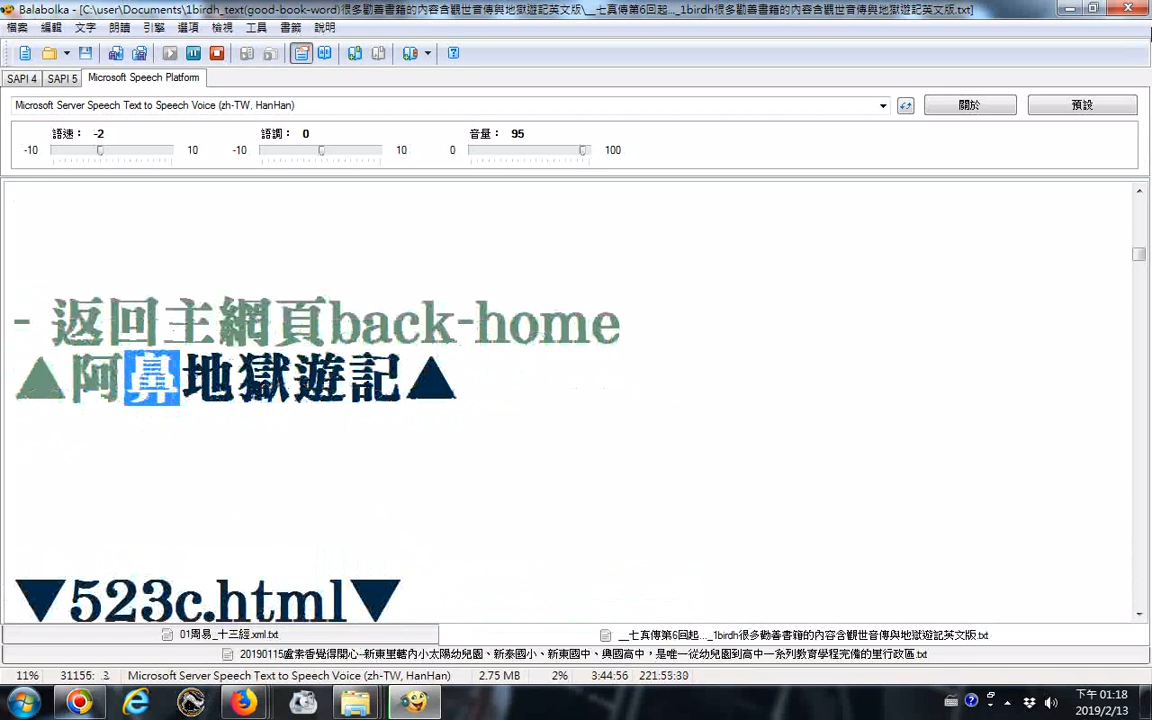 Balabolka - [C:\user\Documents\1birdh_text(good-book-word)很多勸善書籍的內容含觀世音傳與地獄遊記英文版\__七真傳第6回起..._1birdh很多勸善書籍的內容含觀世音傳與地獄遊記英文版.txt]
檔案 編輯 文字 朗讀 引擎 選項 檢視 工具 書籤 說明
SAPI 4 SAPI 5 Microsoft Speech Platform
Microsoft Server Speech Text to Speech Voice (zh-TW, HanHan) 關於 預設
語速： -2 語調： 0 音量： 95
-10 10 -10 10 0 100
- 返回主網頁back-home
▲阿鼻地獄遊記▲
▼523c.html▼
01周易_十三經.xml.txt __七真傳第6回起..._1birdh很多勸善書籍的內容含觀世音傳與地獄遊記英文版.txt
20190115盧素香覺得開心--新東里轄內小太陽幼兒園、新泰國小、新東國中、興國高中，是唯一從幼兒園到高中一系列教育學程完備的里行政區.txt
11% 31155: 2 Microsoft Server Speech Text to Speech Voice (zh-TW, HanHan) 2.75 MB 2% 3:44:56 221:53:30
下午 01:18
2019/2/13